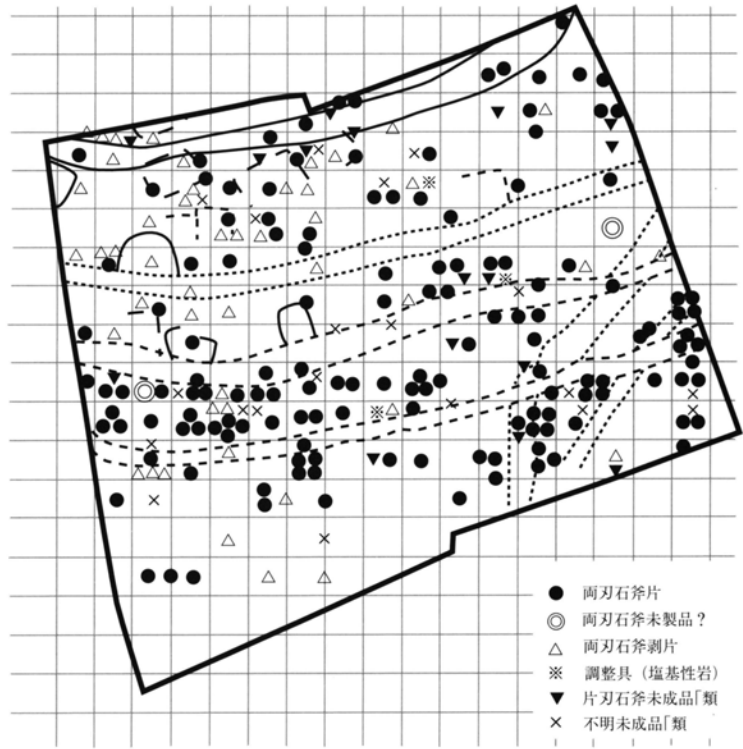 両刃石斧片
両刃石斧未製品？
両刃石斧剥片
調整具（塩基性岩）
片刃石斧未成品「類
不明未成品「類